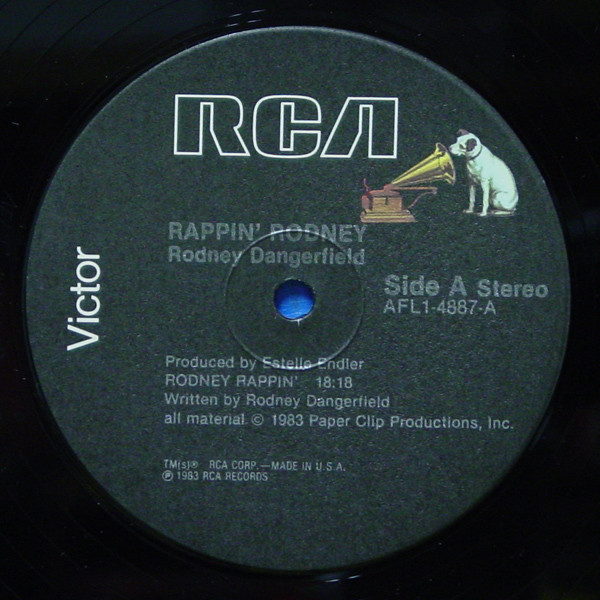 RCA
Victor
RAPPIN' RODNEY
Rodney Dangerfield
Side A Stereo
AFL1-4887-A
Produced by Estelle Endler
RODNEY RAPPIN' 18:18
Written by Rodney Dangerfield
all material © 1983 Paper Clip Productions, Inc.
TM(s)® RCA CORP.—MADE IN U.S.A.
℗ 1983 RCA RECORDS